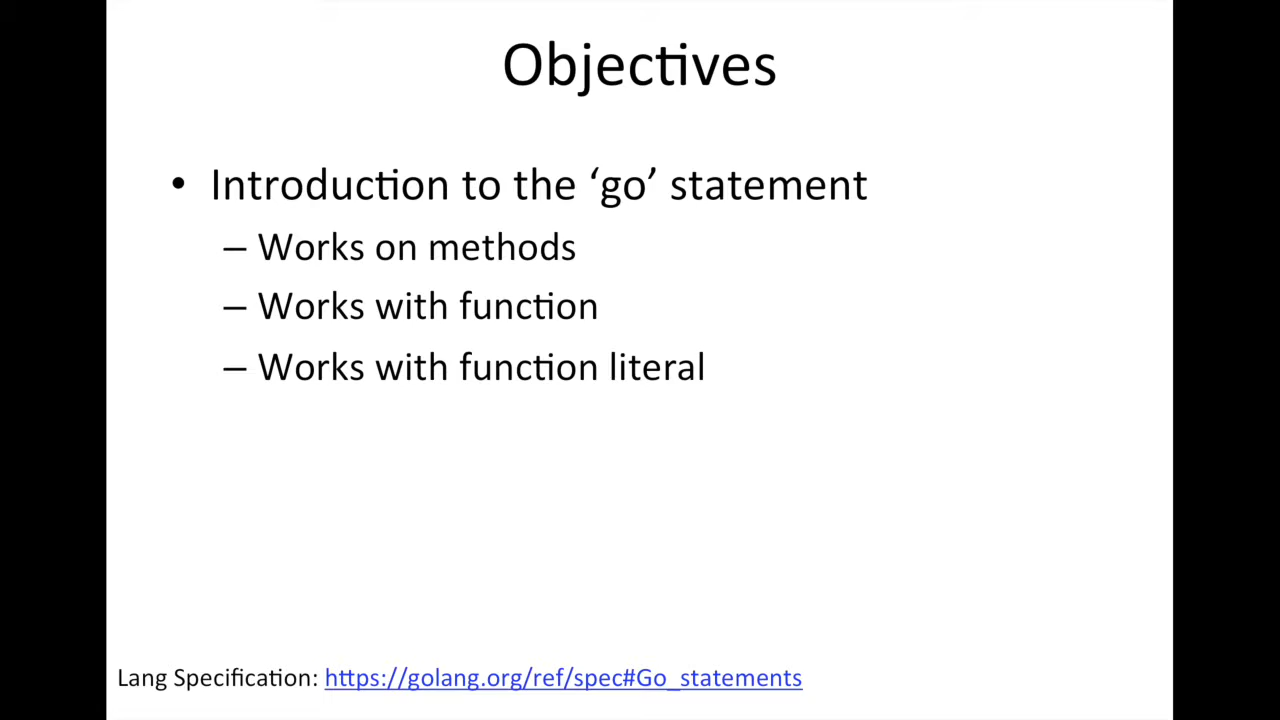 Objectives
• Introduction to the ‘go’ statement
– Works on methods
– Works with function
– Works with function literal
Lang Specification: https://golang.org/ref/spec#Go_statements